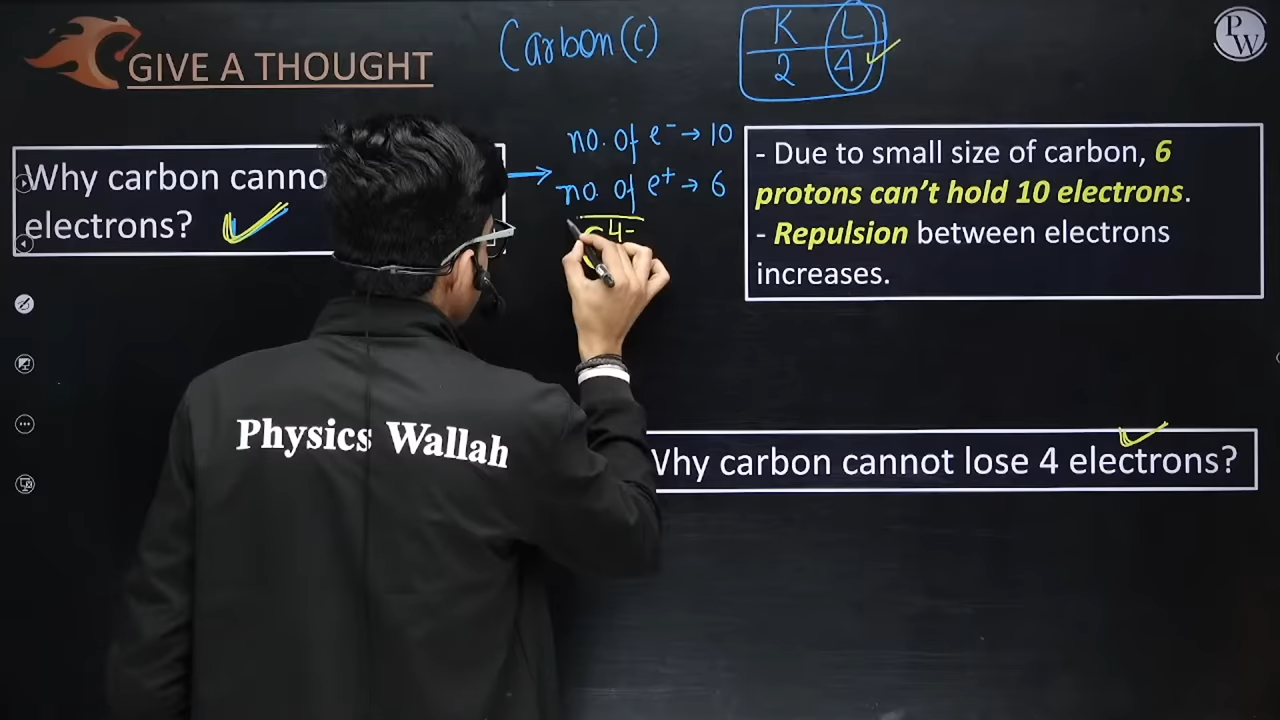 GIVE A THOUGHT
Carbon (C)
K L
2 4
PW
Why carbon
electrons?
no. of e⁻ → 10
no. of e⁺ → 6
4-
- Due to small size of carbon, 6
protons can't hold 10 electrons.
- Repulsion between electrons
increases.
Physics Wallah
Why carbon cannot lose 4 electrons?